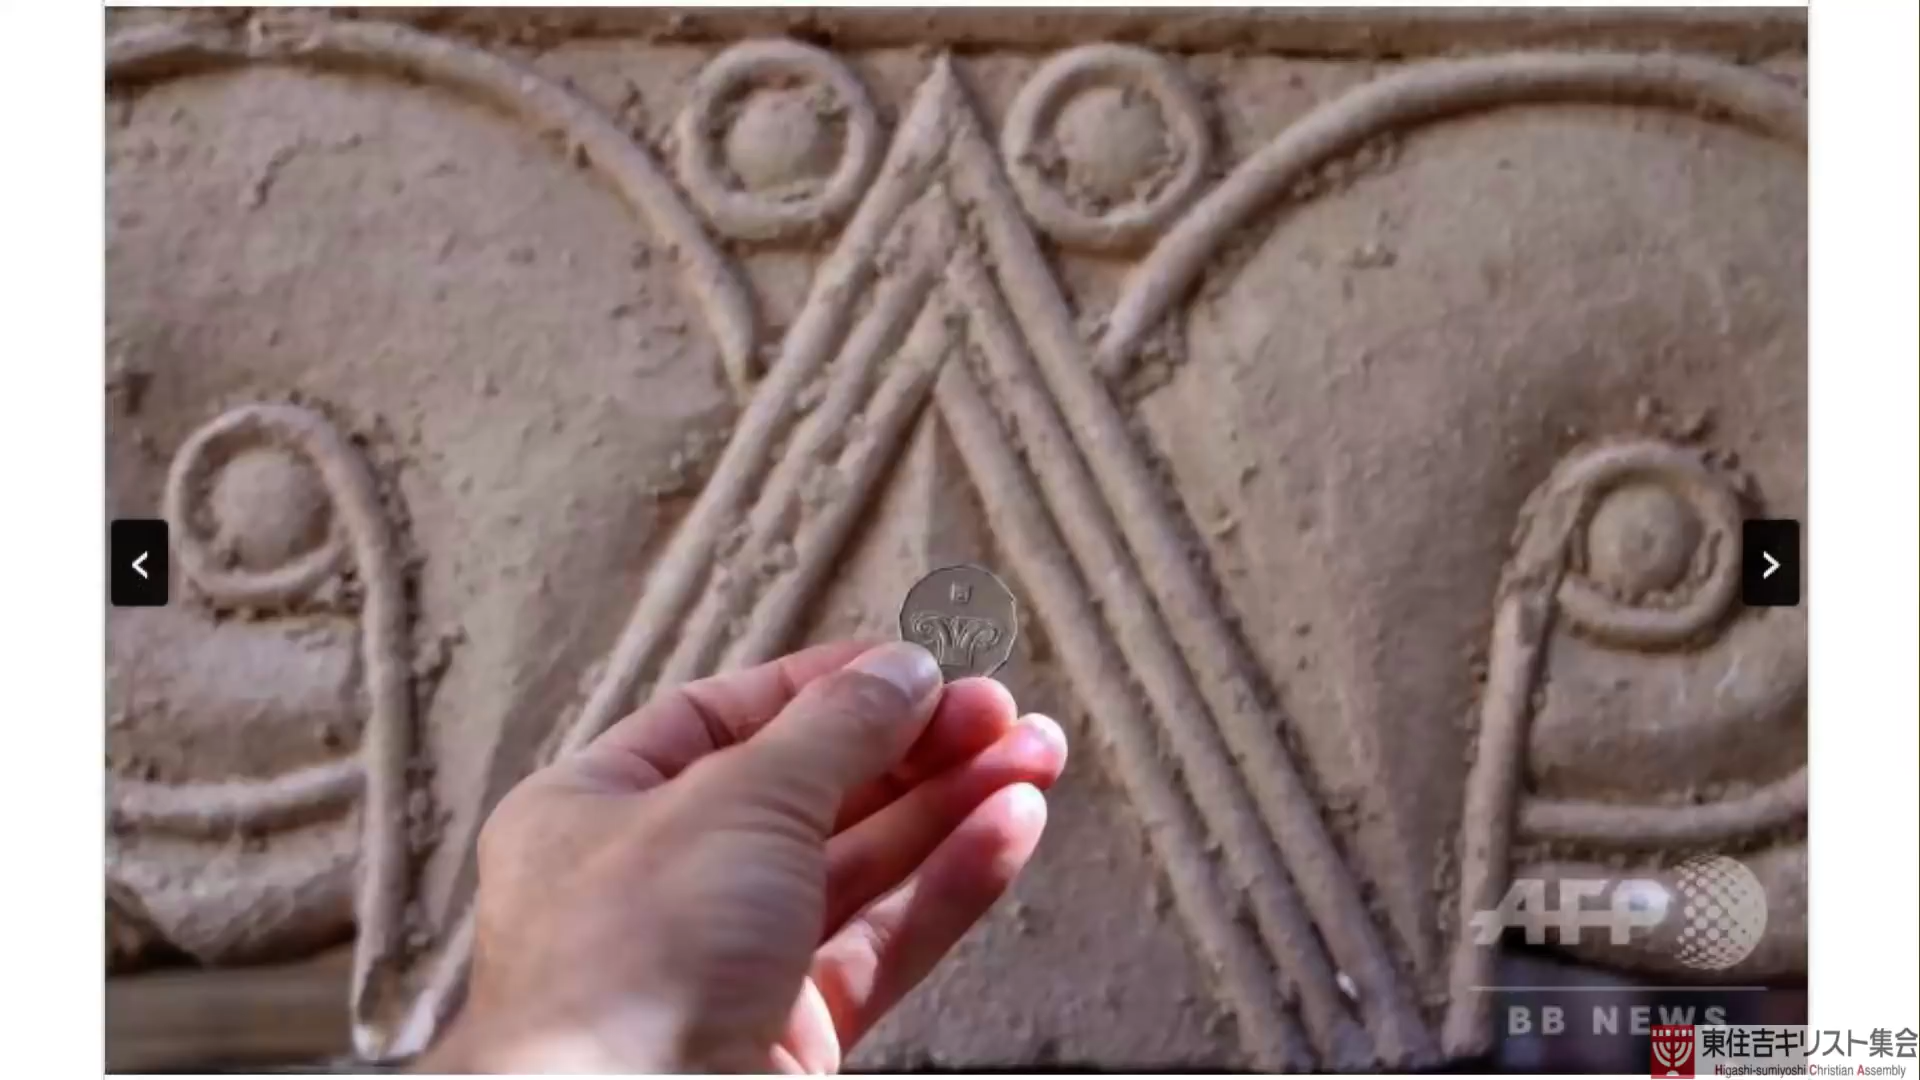 AFP
BB NEWS
東住吉キリスト集会
Higashi-sumiyoshi Christian Assembly